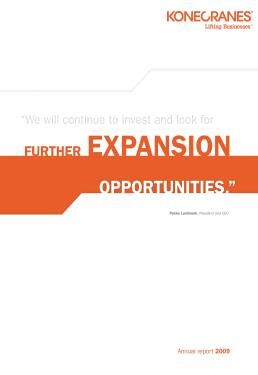 KONECRANES®
Lifting Businesses™
"We will continue to invest and look for
FURTHER EXPANSION
OPPORTUNITIES."
Pekka Lundmark, President and CEO
Annual report 2009